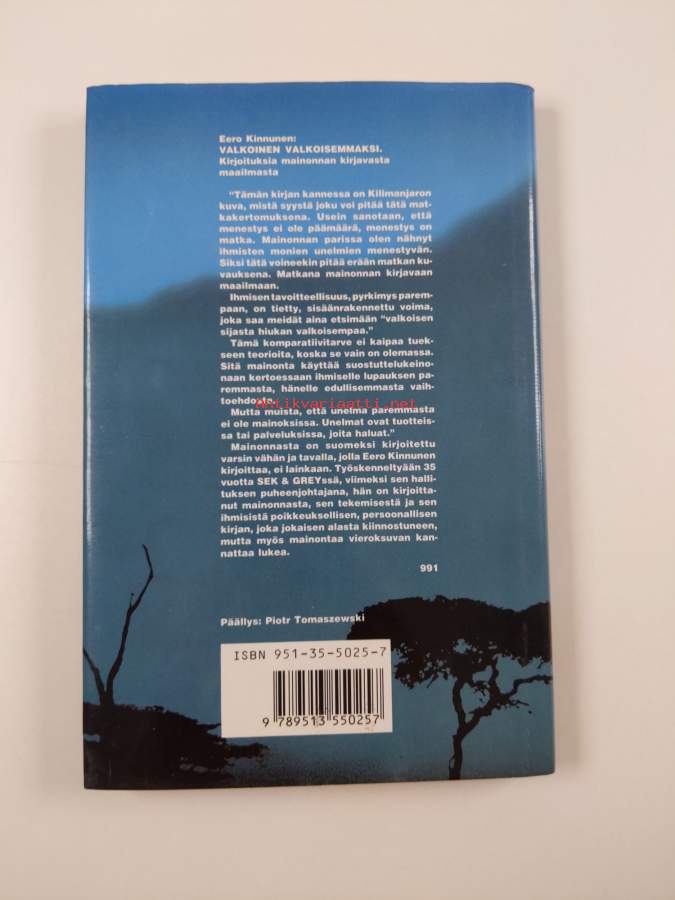 Eero Kinnunen:
VALKOINEN VALKOISEMMAKSI.
Kirjoituksia mainonnan kirjavasta
maailmasta
"Tämän kirjan kannessa on Kilimanjaron
kuva, mistä syystä joku voi pitää tätä mat-
kakertomuksena. Usein sanotaan, että
menestys ei ole päämäärä, menestys on
matka. Mainonnan parissa olen nähnyt
ihmisten monien unelmien menestyvän.
Siksi tätä voineekin pitää erään matkan ku-
vauksena. Matkana mainonnan kirjavaan
maailmaan.
Ihmisen tavoitteellisuus, pyrkimys parem-
paan, on tietty, sisäänrakennettu voima,
joka saa meidät aina etsimään "valkoisen
sijasta hiukan valkoisempaa."
Tämä komparatiivitarve ei kaipaa tuek-
seen teorioita, koska se vain on olemassa.
Sitä mainonta käyttää suostuttelukeino-
naan kertoessaan ihmiselle lupauksen pa-
remmasta, hänelle edullisemmasta vaih-
toehdosta.
Antikvariaatti.net
Mutta muista, että unelma paremmasta
ei ole mainoksissa. Unelmat ovat tuotteis-
sa tai palveluksissa, joita haluat."
Mainonnasta on suomeksi kirjoitettu
varsin vähän ja tavalla, jolla Eero Kinnunen
kirjoittaa, ei lainkaan. Työskenneltyään 35
vuotta SEK & GREYssä, viimeksi sen halli-
tuksen puheenjohtajana, hän on kirjoitta-
nut mainonnasta, sen tekemisestä ja sen
ihmisistä poikkeuksellisen, persoonallisen
kirjan, joka jokaisen alasta kiinnostuneen,
mutta myös mainontaa vieroksuvan kan-
nattaa lukea.
991
Päällys: Piotr Tomaszewski
ISBN 951-35-5025-7
9 789513 550257